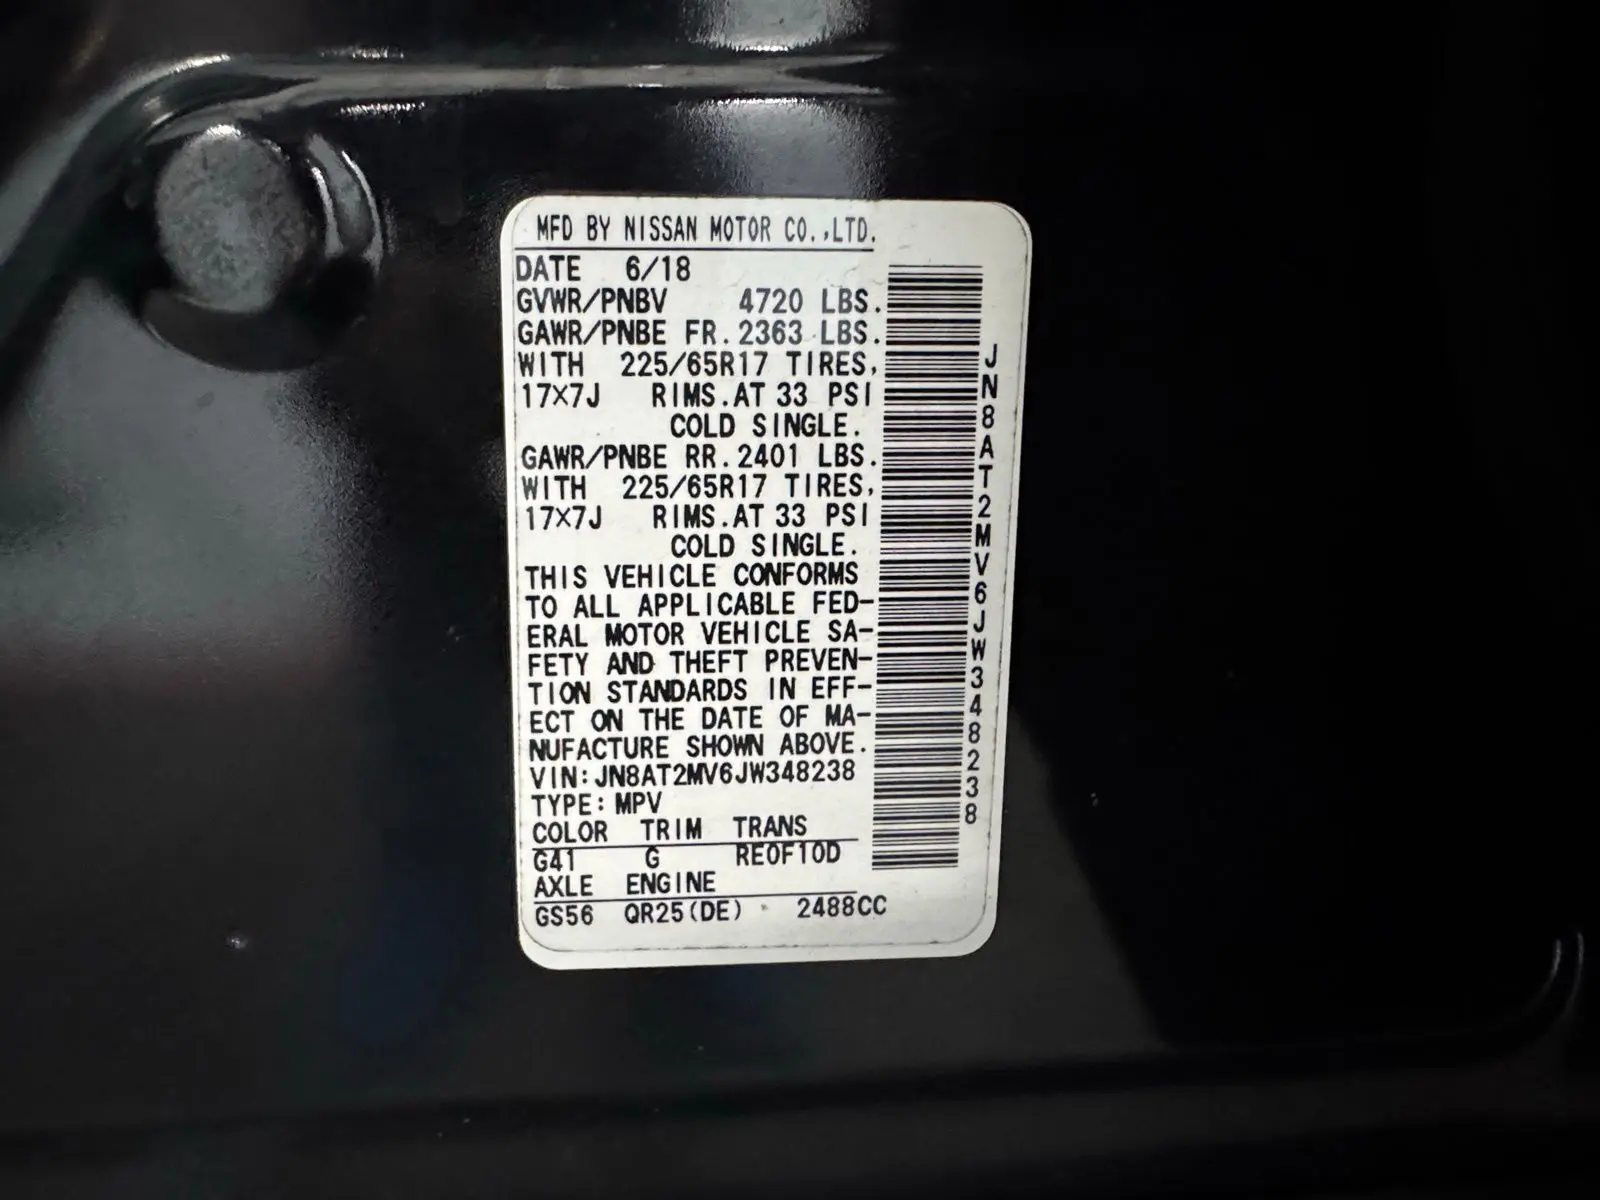 MFD BY NISSAN MOTOR CO.,LTD.
DATE 6/18
GVWR/PNBV 4720 LBS.
GAWR/PNBE FR. 2363 LBS.
WITH 225/65R17 TIRES,
17×7J RIMS. AT 33 PSI
COLD SINGLE.
GAWR/PNBE RR. 2401 LBS.
WITH 225/65R17 TIRES,
17×7J RIMS. AT 33 PSI
COLD SINGLE.
THIS VEHICLE CONFORMS
TO ALL APPLICABLE FED-
ERAL MOTOR VEHICLE SA-
FETY AND THEFT PREVEN-
TION STANDARDS IN EFF-
ECT ON THE DATE OF MA-
NUFACTURE SHOWN ABOVE.
VIN: JN8AT2MV6JW348238
TYPE: MPV
COLOR TRIM TRANS
G41 G RE0F10D
AXLE ENGINE
GS56 QR25(DE) 2488CC
JN8AT2MV6JW348238